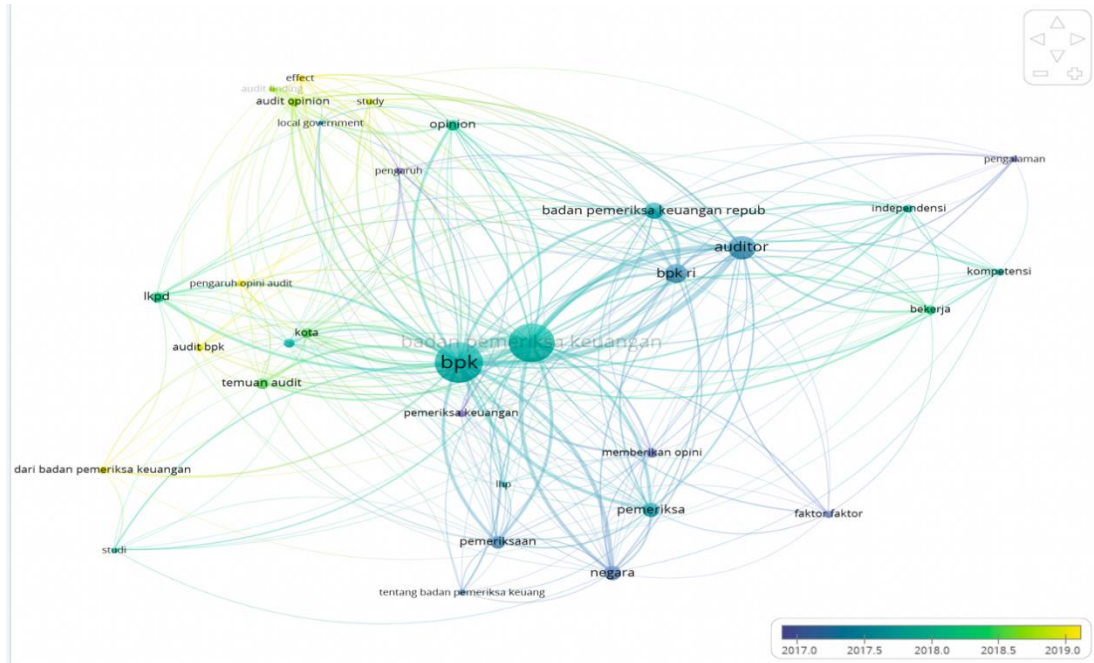 effect
audit finding
audit opinion
study
local government
opinion
pengaruh
pengalaman
badan pemeriksa keuangan repub
independensi
auditor
bpk ri
kompetensi
pengaruh opini audit
lkpd
bekerja
kota
badan pemeriksa keuangan
audit bpk
bpk
temuan audit
pemeriksa keuangan
memberikan opini
dari badan pemeriksa keuangan
lhp
pemeriksa
faktor faktor
pemeriksaan
studi
negara
tentang badan pemeriksa keuang
2017.0 2017.5 2018.0 2018.5 2019.0